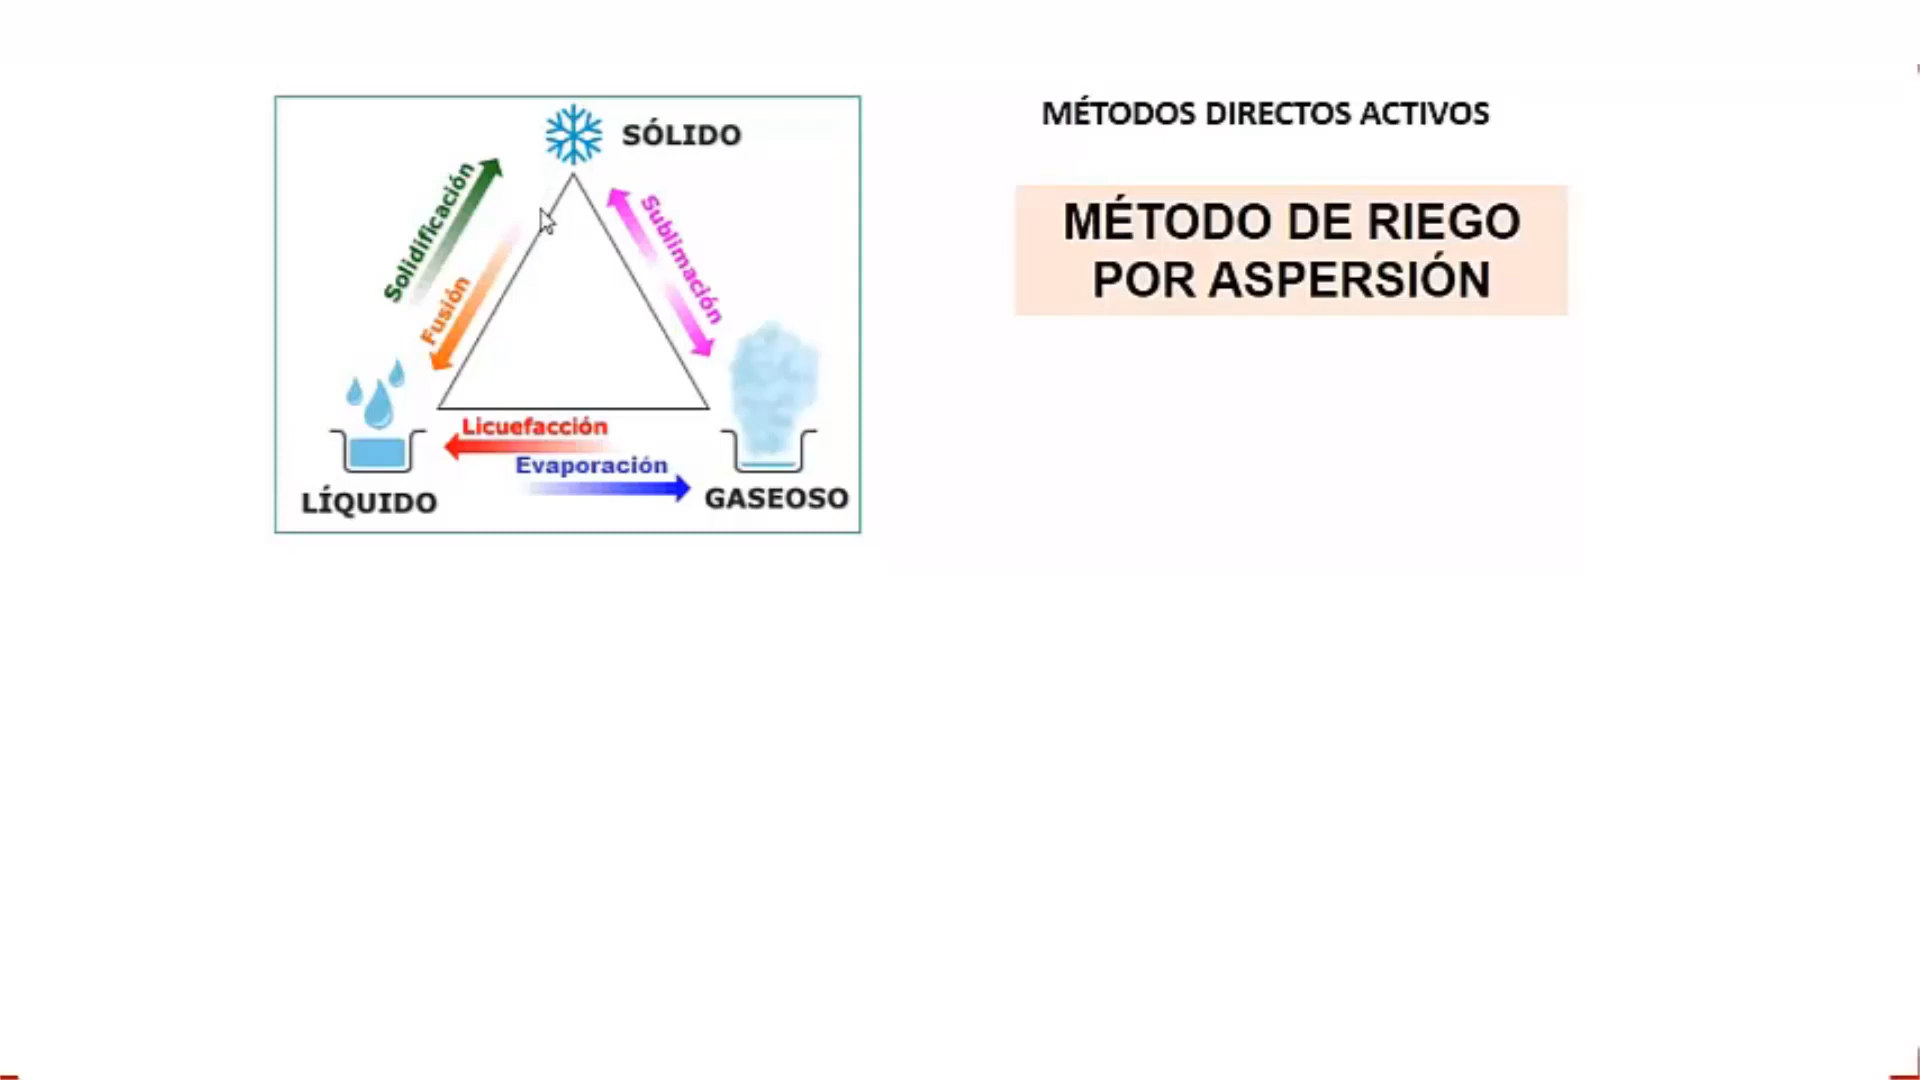 SÓLIDO
Solidificación
Fusión
Sublimación
Licuefacción
Evaporación
LÍQUIDO
GASEOSO
MÉTODOS DIRECTOS ACTIVOS
MÉTODO DE RIEGO
POR ASPERSIÓN